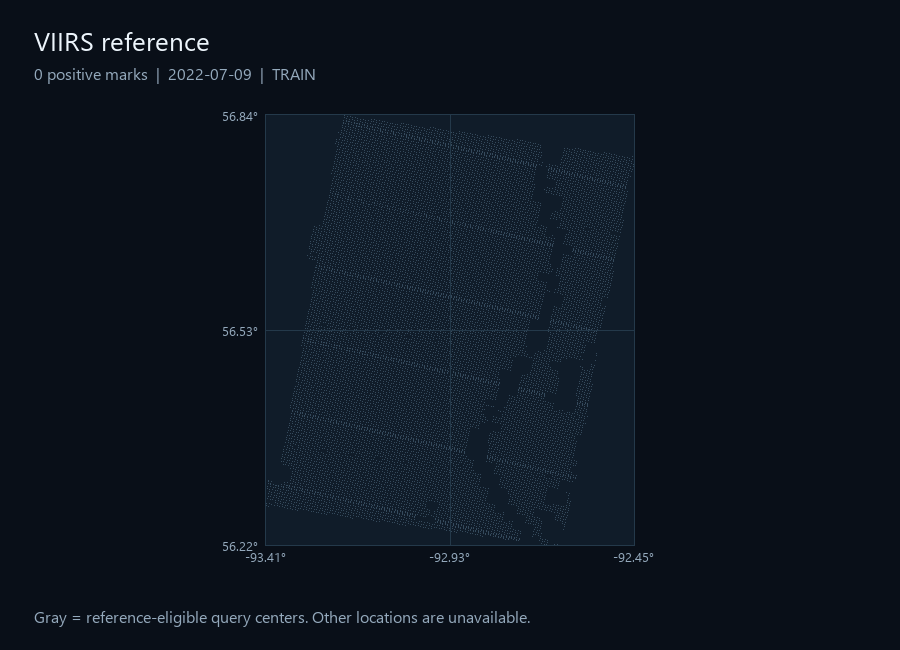 VIIRS reference
0 positive marks | 2022-07-09 | TRAIN
56.84°
56.53°
56.22°
-93.41° -92.93° -92.45°
Gray = reference-eligible query centers. Other locations are unavailable.